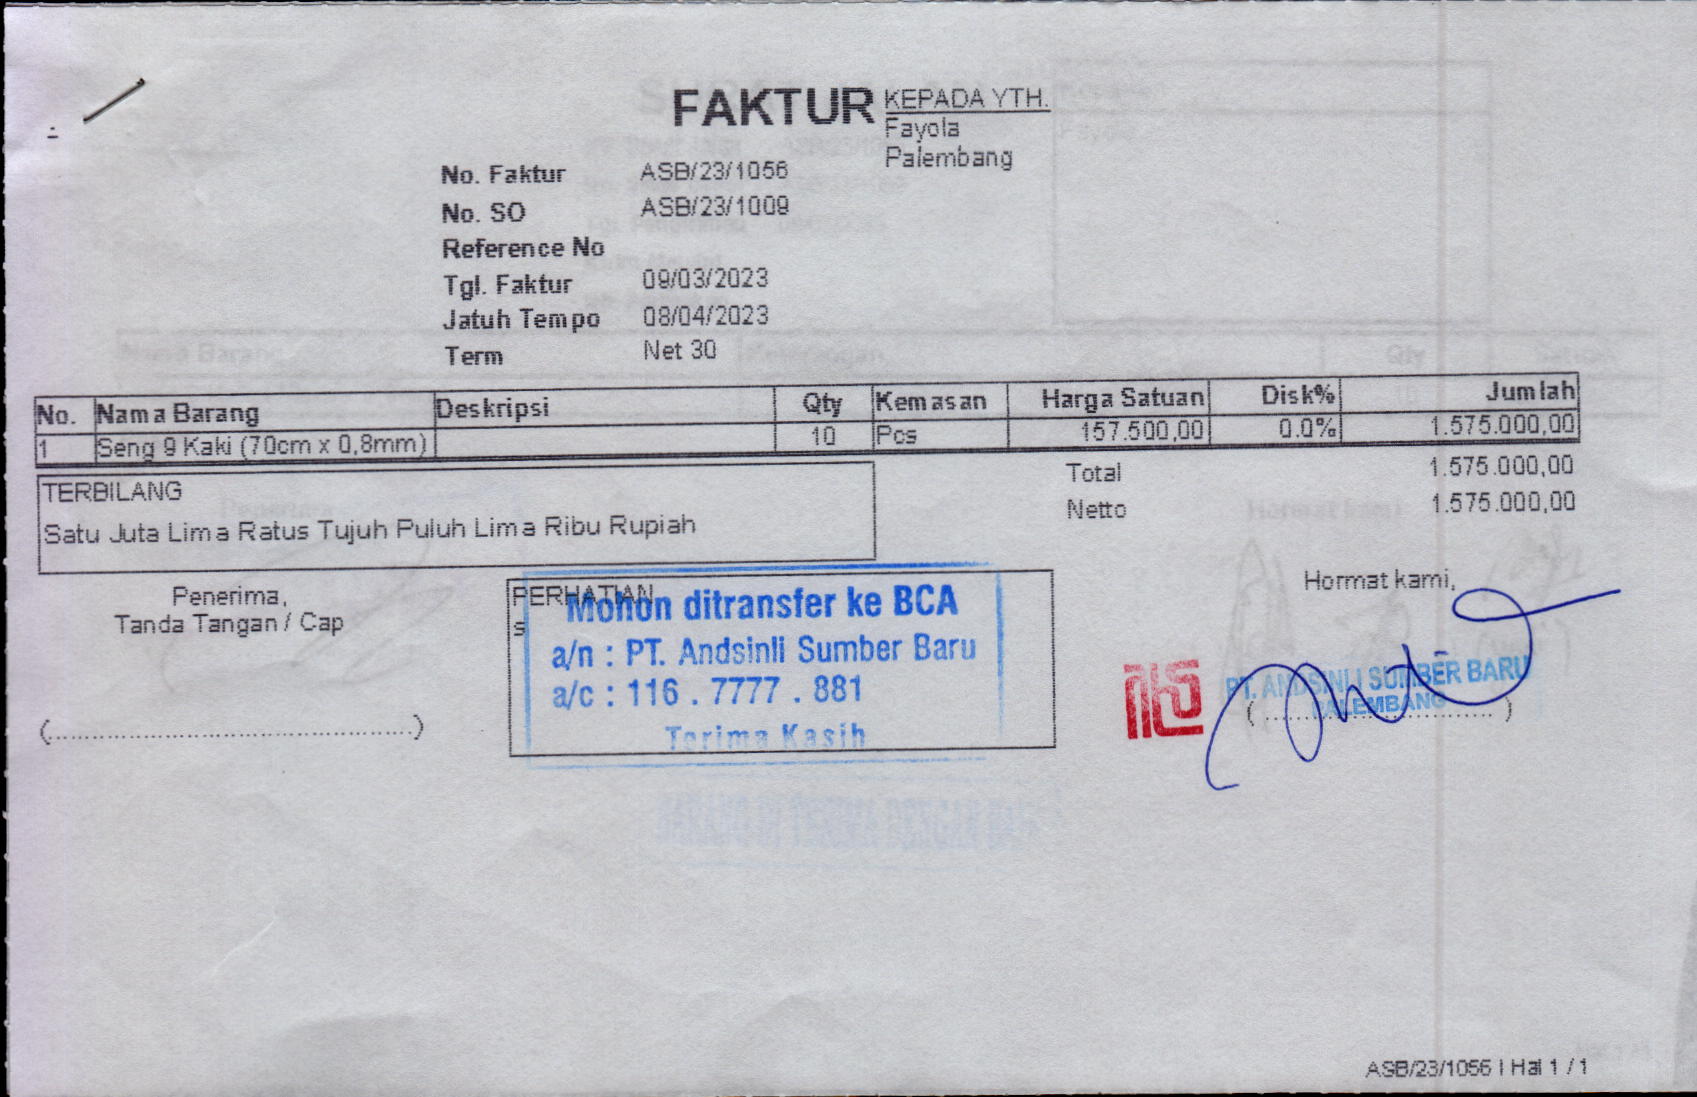 FAKTUR
KEPADA YTH.
Fayola
Palembang
No. Faktur ASB/23/1056
No. SO ASB/23/1009
Reference No
Tgl. Faktur 09/03/2023
Jatuh Tempo 08/04/2023
Term Net 30
No. Nama Barang Deskripsi Qty Kemasan Harga Satuan Disk% Jumlah
1 Seng 9 Kaki (70cm x 0,8mm) 10 Pcs 157.500,00 0.0% 1.575.000,00
Total 1.575.000,00
Netto 1.575.000,00
TERBILANG
Satu Juta Lima Ratus Tujuh Puluh Lima Ribu Rupiah
Penerima,
Tanda Tangan / Cap
(..........................................)
PERHATIAN
s
Mohon ditransfer ke BCA
a/n : PT. Andsinli Sumber Baru
a/c : 116 . 7777 . 881
Terima Kasih
Hormat kami,
PT. ANDSINLI SUMBER BARU
PALEMBANG
(..........................)
ASB/23/1056 | Hal 1 / 1